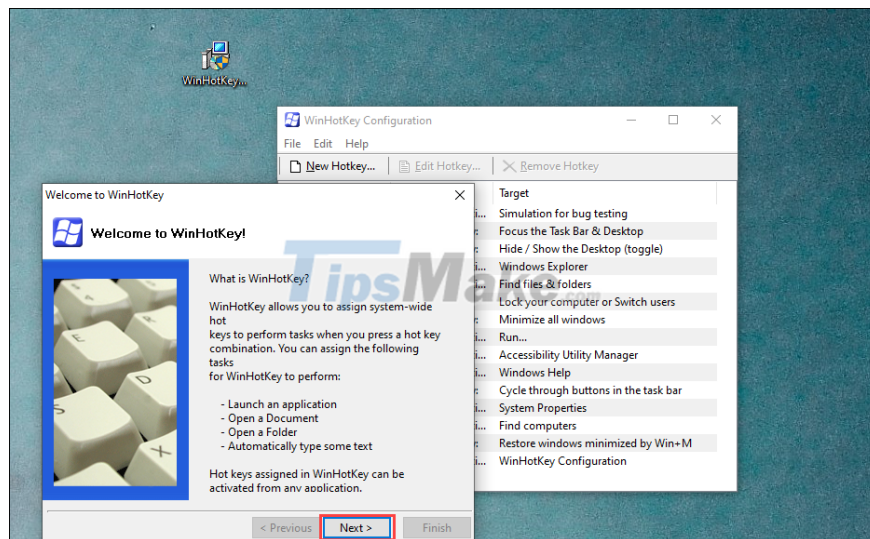 WinHotKey...
WinHotKey Configuration
File Edit Help
New Hotkey... Edit Hotkey... Remove Hotkey
Target
Simulation for bug testing
Focus the Task Bar & Desktop
Hide / Show the Desktop (toggle)
Windows Explorer
Find files & folders
Lock your computer or Switch users
Minimize all windows
Run...
Accessibility Utility Manager
Windows Help
Cycle through buttons in the task bar
System Properties
Find computers
Restore windows minimized by Win+M
WinHotKey Configuration
Welcome to WinHotKey
Welcome to WinHotKey!
What is WinHotKey?
WinHotKey allows you to assign system-wide
hot
keys to perform tasks when you press a hot key
combination. You can assign the following
tasks
for WinHotKey to perform:
- Launch an application
- Open a Document
- Open a Folder
- Automatically type some text
Hot keys assigned in WinHotKey can be
activated from any application.
< Previous Next > Finish
TipsMake.com
S D X